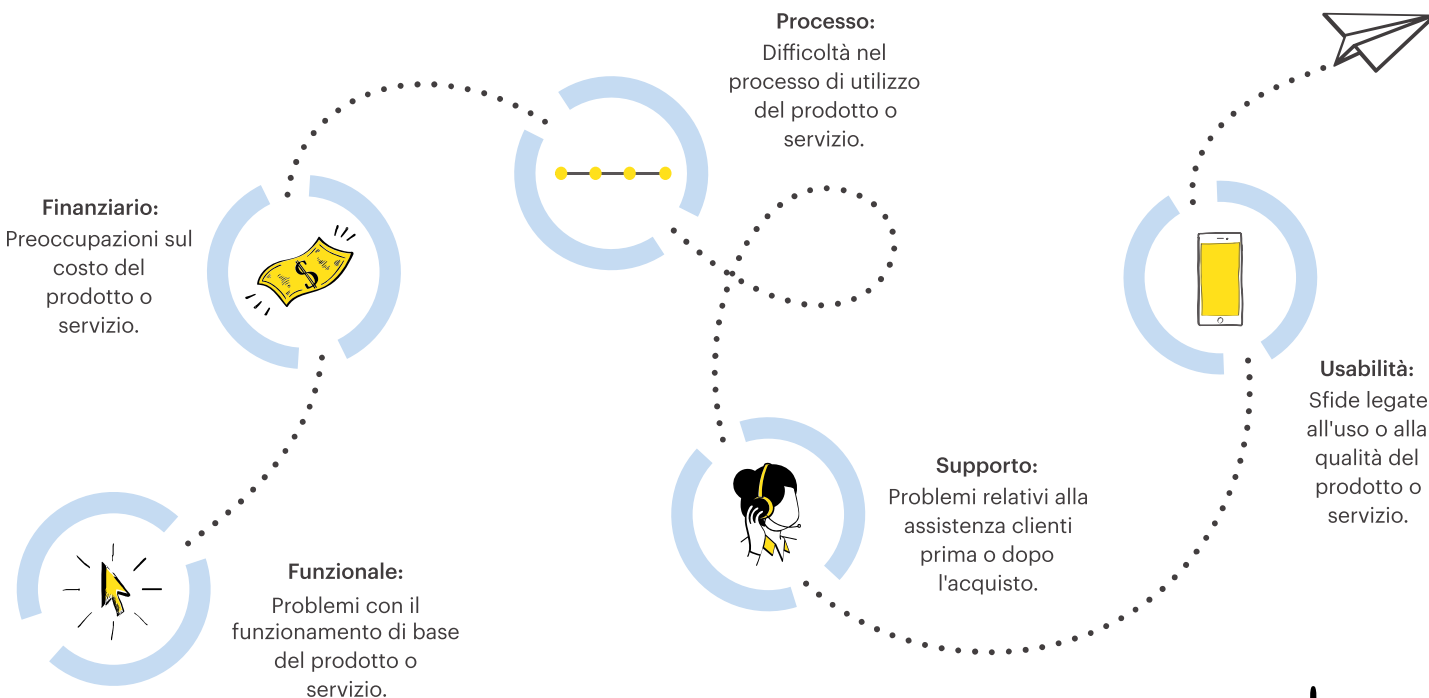 Processo:
Difficoltà nel
processo di utilizzo
del prodotto o
servizio.
Finanziario:
Preoccupazioni sul
costo del
prodotto o
servizio.
Usabilità:
Sfide legate
all'uso o alla
qualità del
prodotto o
servizio.
Supporto:
Problemi relativi alla
assistenza clienti
prima o dopo
l'acquisto.
Funzionale:
Problemi con il
funzionamento di base
del prodotto o
servizio.